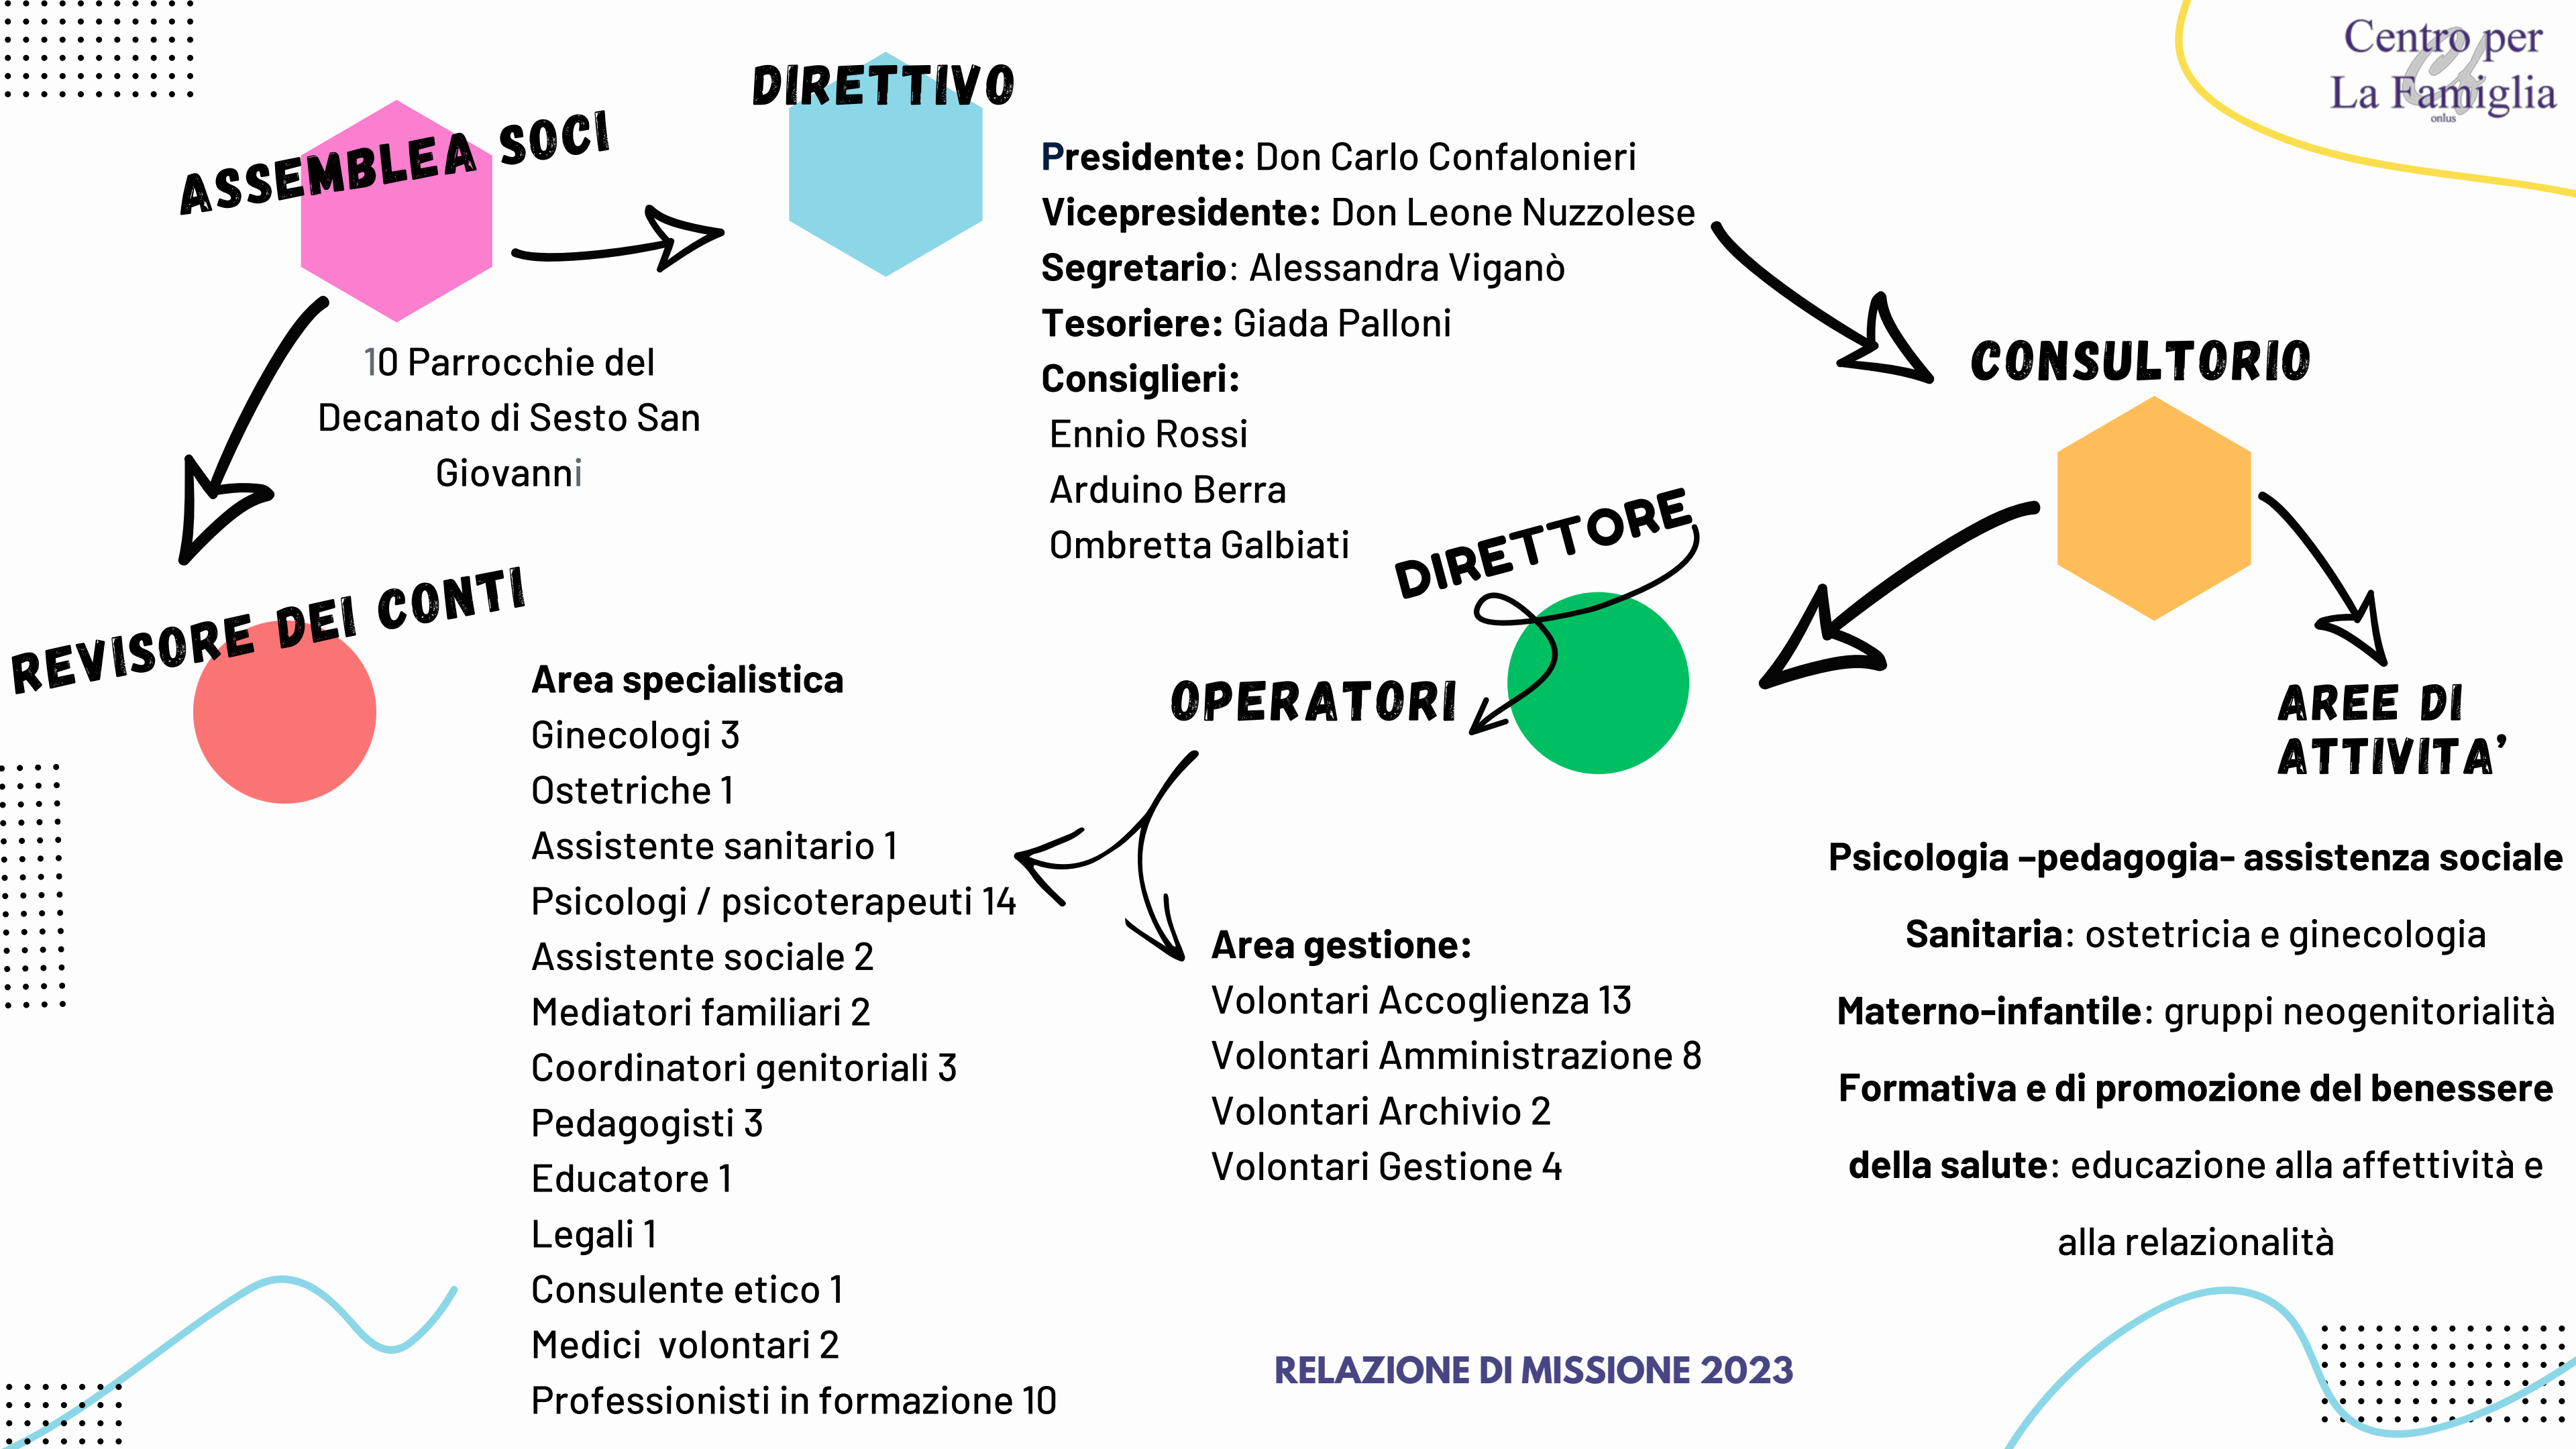 Centro per
La Famiglia
onlus
ASSEMBLEA SOCI
10 Parrocchie del
Decanato di Sesto San
Giovanni
DIRETTIVO
Presidente: Don Carlo Confalonieri
Vicepresidente: Don Leone Nuzzolese
Segretario: Alessandra Viganò
Tesoriere: Giada Palloni
Consiglieri:
Ennio Rossi
Arduino Berra
Ombretta Galbiati
CONSULTORIO
REVISORE DEI CONTI
DIRETTORE
OPERATORI
Area specialistica
Ginecologi 3
Ostetriche 1
Assistente sanitario 1
Psicologi / psicoterapeuti 14
Assistente sociale 2
Mediatori familiari 2
Coordinatori genitoriali 3
Pedagogisti 3
Educatore 1
Legali 1
Consulente etico 1
Medici  volontari 2
Professionisti in formazione 10
Area gestione:
Volontari Accoglienza 13
Volontari Amministrazione 8
Volontari Archivio 2
Volontari Gestione 4
AREE DI
ATTIVITA'
Psicologia –pedagogia- assistenza sociale
Sanitaria: ostetricia e ginecologia
Materno-infantile: gruppi neogenitorialità
Formativa e di promozione del benessere
della salute: educazione alla affettività e
alla relazionalità
RELAZIONE DI MISSIONE 2023